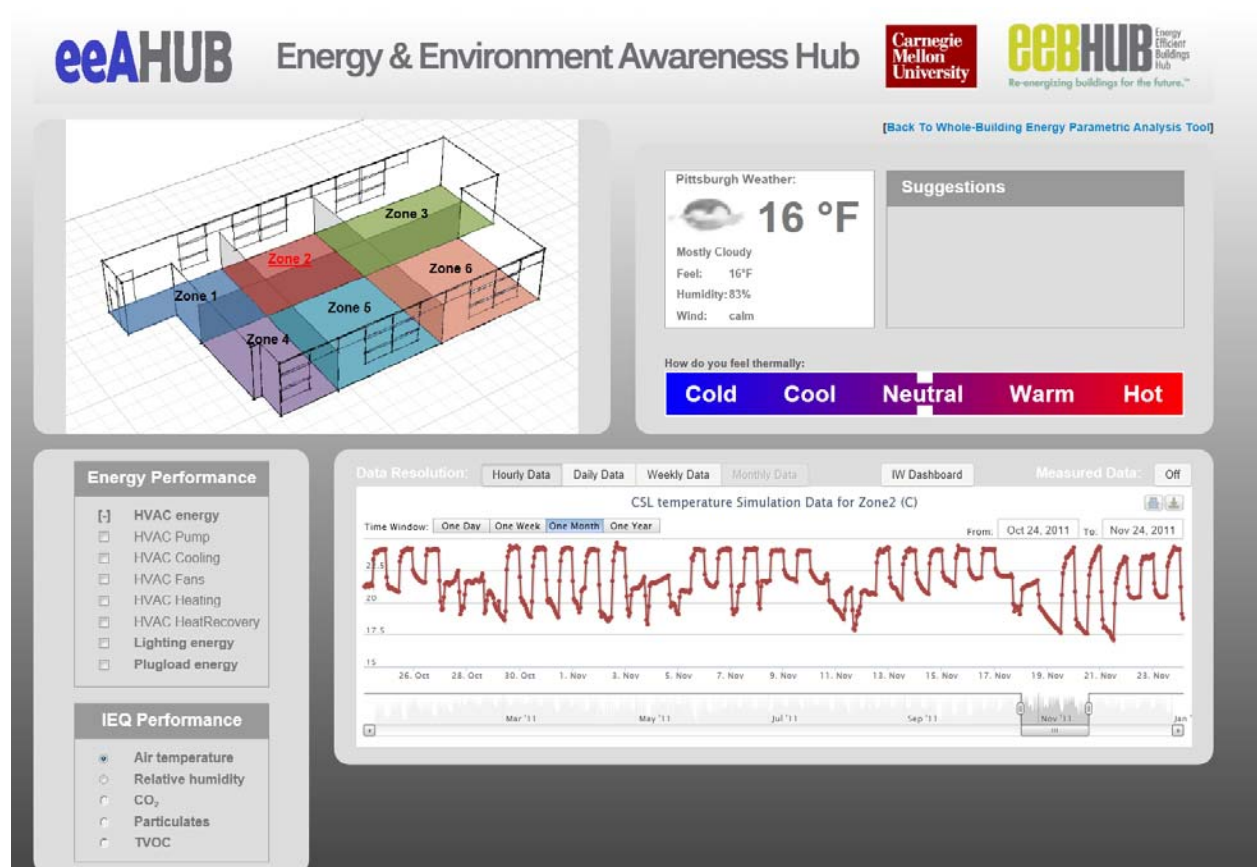 eeAHUB
Energy & Environment Awareness Hub
Carnegie
Mellon
University
eeBHUB
Energy
Efficient
Buildings
Hub
Re-energizing buildings for the future.™
[Back To Whole-Building Energy Parametric Analysis Tool]
Zone 3
Zone 2
Zone 6
Zone 1
Zone 5
Zone 4
Pittsburgh Weather:
16 °F
Mostly Cloudy
Feel: 16°F
Humidity: 83%
Wind: calm
Suggestions
How do you feel thermally:
Cold Cool Neutral Warm Hot
Energy Performance
[-] HVAC energy
HVAC Pump
HVAC Cooling
HVAC Fans
HVAC Heating
HVAC HeatRecovery
Lighting energy
Plugload energy
IEQ Performance
Air temperature
Relative humidity
CO₂
Particulates
TVOC
Data Resolution: Hourly Data Daily Data Weekly Data Monthly Data IW Dashboard Measured Data: Off
CSL temperature Simulation Data for Zone2 (C)
Time Window: One Day One Week One Month One Year From: Oct 24, 2011 To: Nov 24, 2011
22.5
20
17.5
15
26. Oct 28. Oct 30. Oct 1. Nov 3. Nov 5. Nov 7. Nov 9. Nov 11. Nov 13. Nov 15. Nov 17. Nov 19. Nov 21. Nov 23. Nov
Mar '11 May '11 Jul '11 Sep '11 Nov '11 Jan '